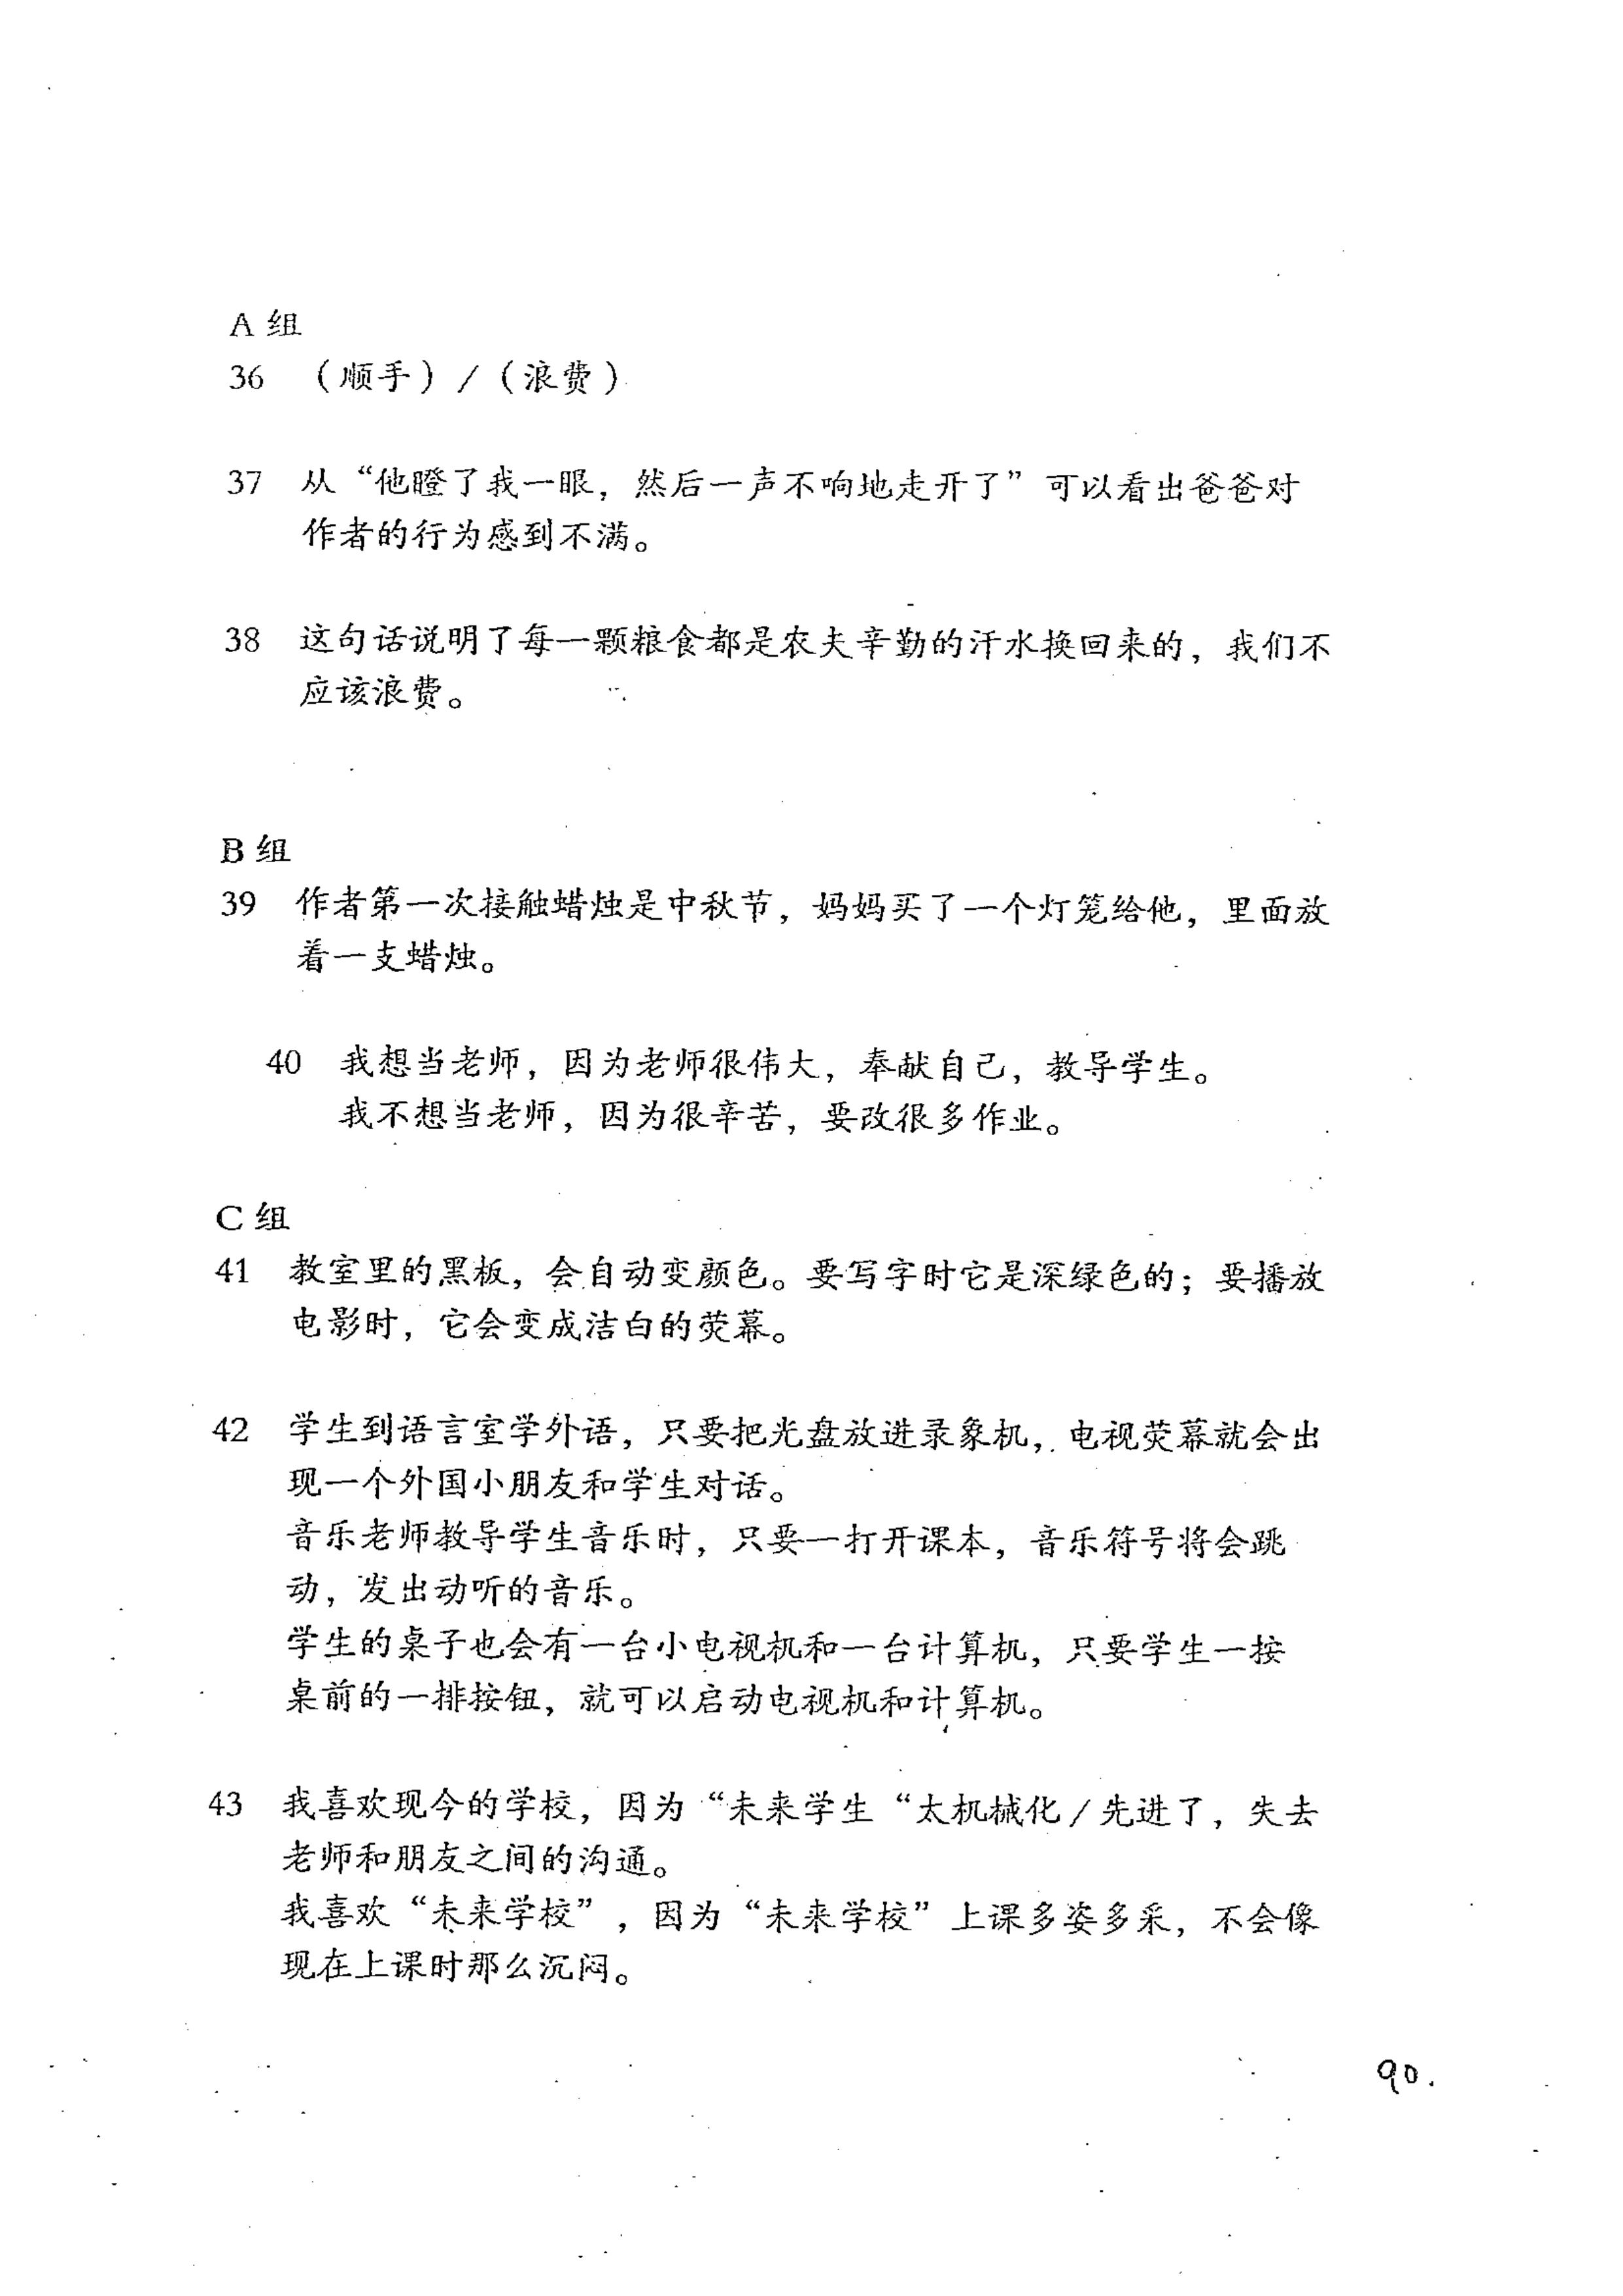 A 组
36 （顺手）/（浪费）
37 从“他瞪了我一眼，然后一声不响地走开了”可以看出爸爸对
作者的行为感到不满。
38 这句话说明了每一颗粮食都是农夫辛勤的汗水换回来的，我们不
应该浪费。
B 组
39 作者第一次接触蜡烛是中秋节，妈妈买了一个灯笼给他，里面放
着一支蜡烛。
40 我想当老师，因为老师很伟大，奉献自己，教导学生。
我不想当老师，因为很辛苦，要改很多作业。
C 组
41 教室里的黑板，会自动变颜色。要写字时它是深绿色的；要播放
电影时，它会变成洁白的荧幕。
42 学生到语言室学外语，只要把光盘放进录象机，电视荧幕就会出
现一个外国小朋友和学生对话。
音乐老师教导学生音乐时，只要一打开课本，音乐符号将会跳
动，发出动听的音乐。
学生的桌子也会有一台小电视机和一台计算机，只要学生一按
桌前的一排按钮，就可以启动电视机和计算机。
43 我喜欢现今的学校，因为“未来学生“太机械化/先进了，失去
老师和朋友之间的沟通。
我喜欢“未来学校”，因为“未来学校”上课多姿多采，不会像
现在上课时那么沉闷。
90.